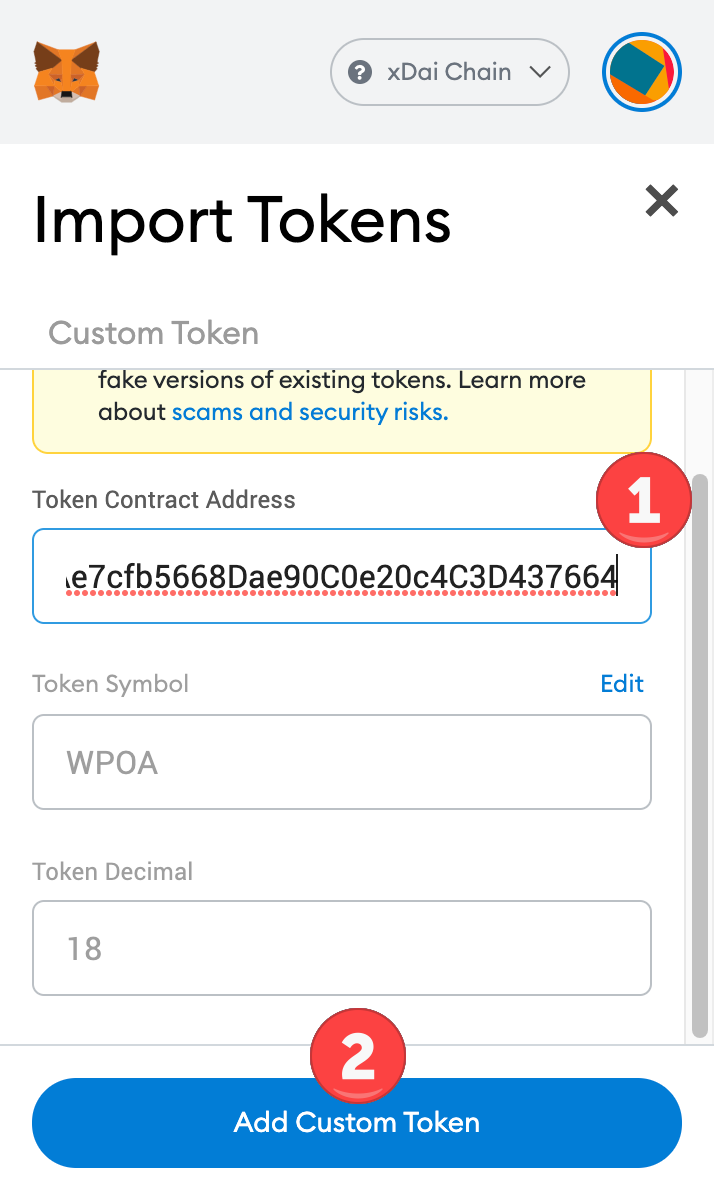 ? xDai Chain
Import Tokens
Custom Token
fake versions of existing tokens. Learn more
about scams and security risks.
1
Token Contract Address
e7cfb5668Dae90C0e20c4C3D437664
Token Symbol
Edit
WPOA
Token Decimal
18
2
Add Custom Token